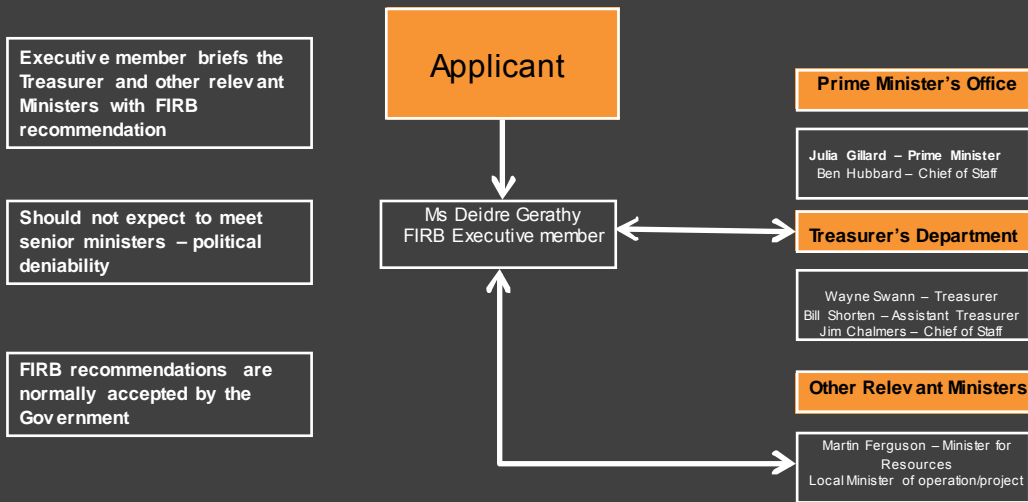 Executive member briefs the
Treasurer and other relevant
Ministers with FIRB
recommendation
Should not expect to meet
senior ministers – political
deniability
FIRB recommendations are
normally accepted by the
Government
Applicant
Ms Deidre Gerathy
FIRB Executive member
Prime Minister's Office
Julia Gillard – Prime Minister
Ben Hubbard – Chief of Staff
Treasurer's Department
Wayne Swann – Treasurer
Bill Shorten – Assistant Treasurer
Jim Chalmers – Chief of Staff
Other Relevant Ministers
Martin Ferguson – Minister for
Resources
Local Minister of operation/project